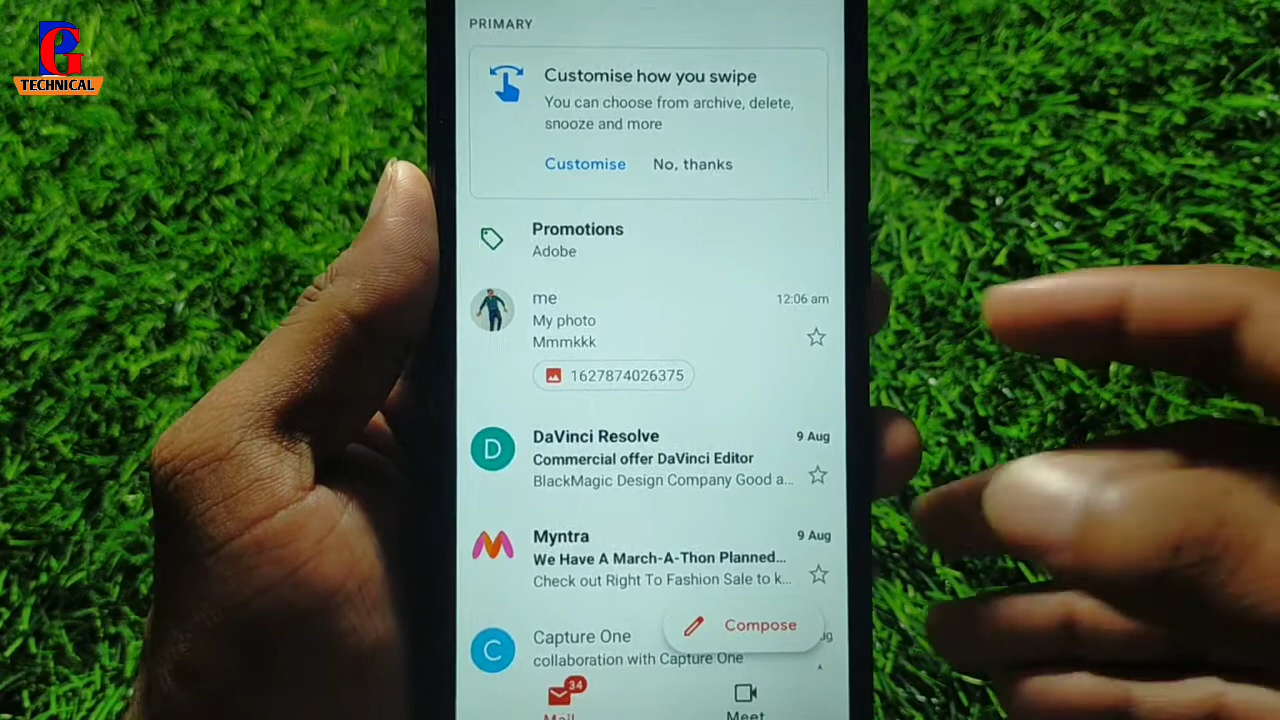 PG
TECHNICAL
PRIMARY
Customise how you swipe
You can choose from archive, delete,
snooze and more
Customise No, thanks
Promotions
Adobe
me 12:06 am
My photo
Mmmkkk
1627874026375
D DaVinci Resolve 9 Aug
Commercial offer DaVinci Editor
BlackMagic Design Company Good a...
Myntra 9 Aug
We Have A March-A-Thon Planned...
Check out Right To Fashion Sale to k...
Compose
C Capture One
collaboration with Capture One
34
Mail Meet